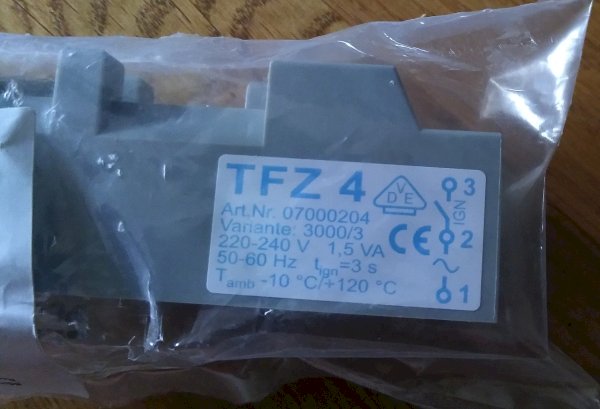 TFZ 4
Art.Nr. 07000204
Variante: 3000/3
220-240 V 1,5 VA
50-60 Hz tign=3 s
Tamb -10 °C/+120 °C
DVE
CE
3
IGN
2
~
1